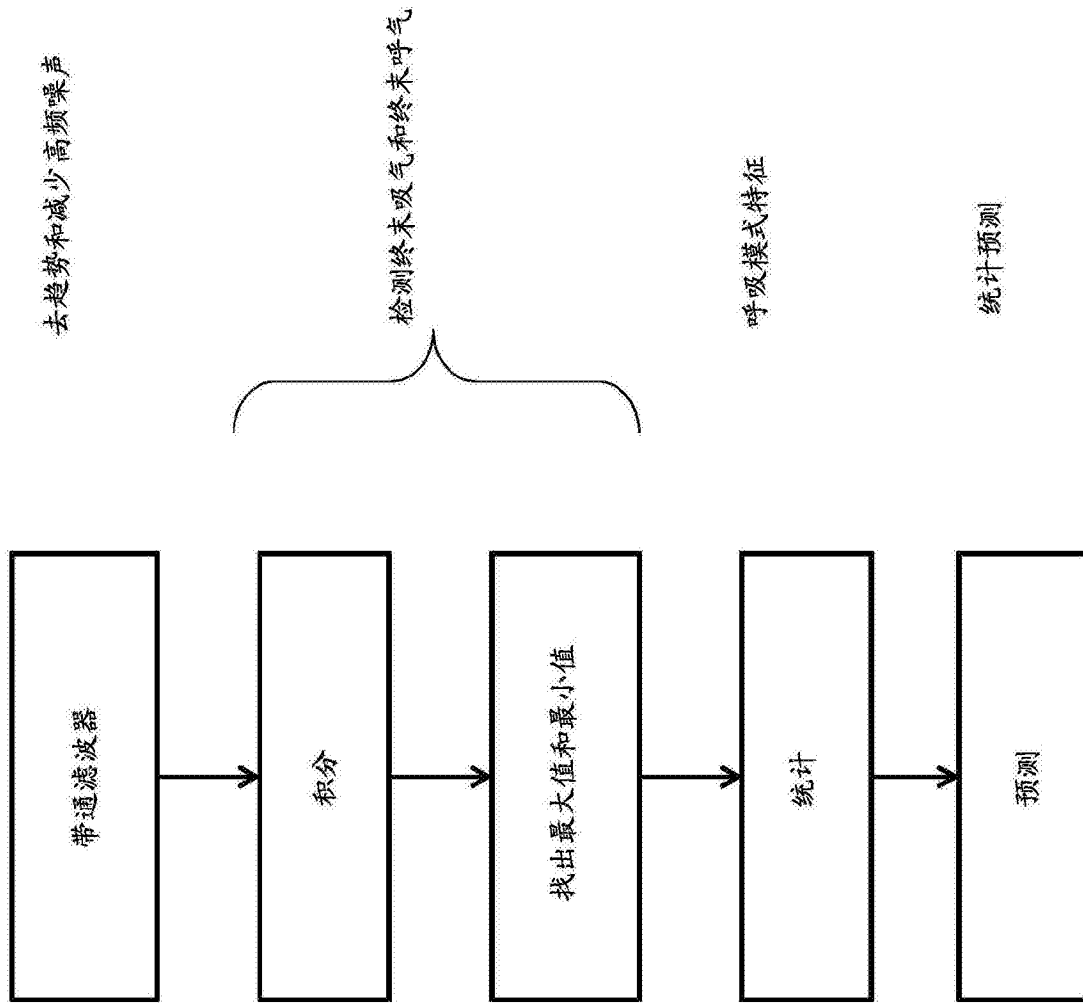 带通滤波器
去趋势和减少高频噪声
积分
找出最大值和最小值
检测终末吸气和终末呼气
统计
呼吸模式特征
预测
统计预测